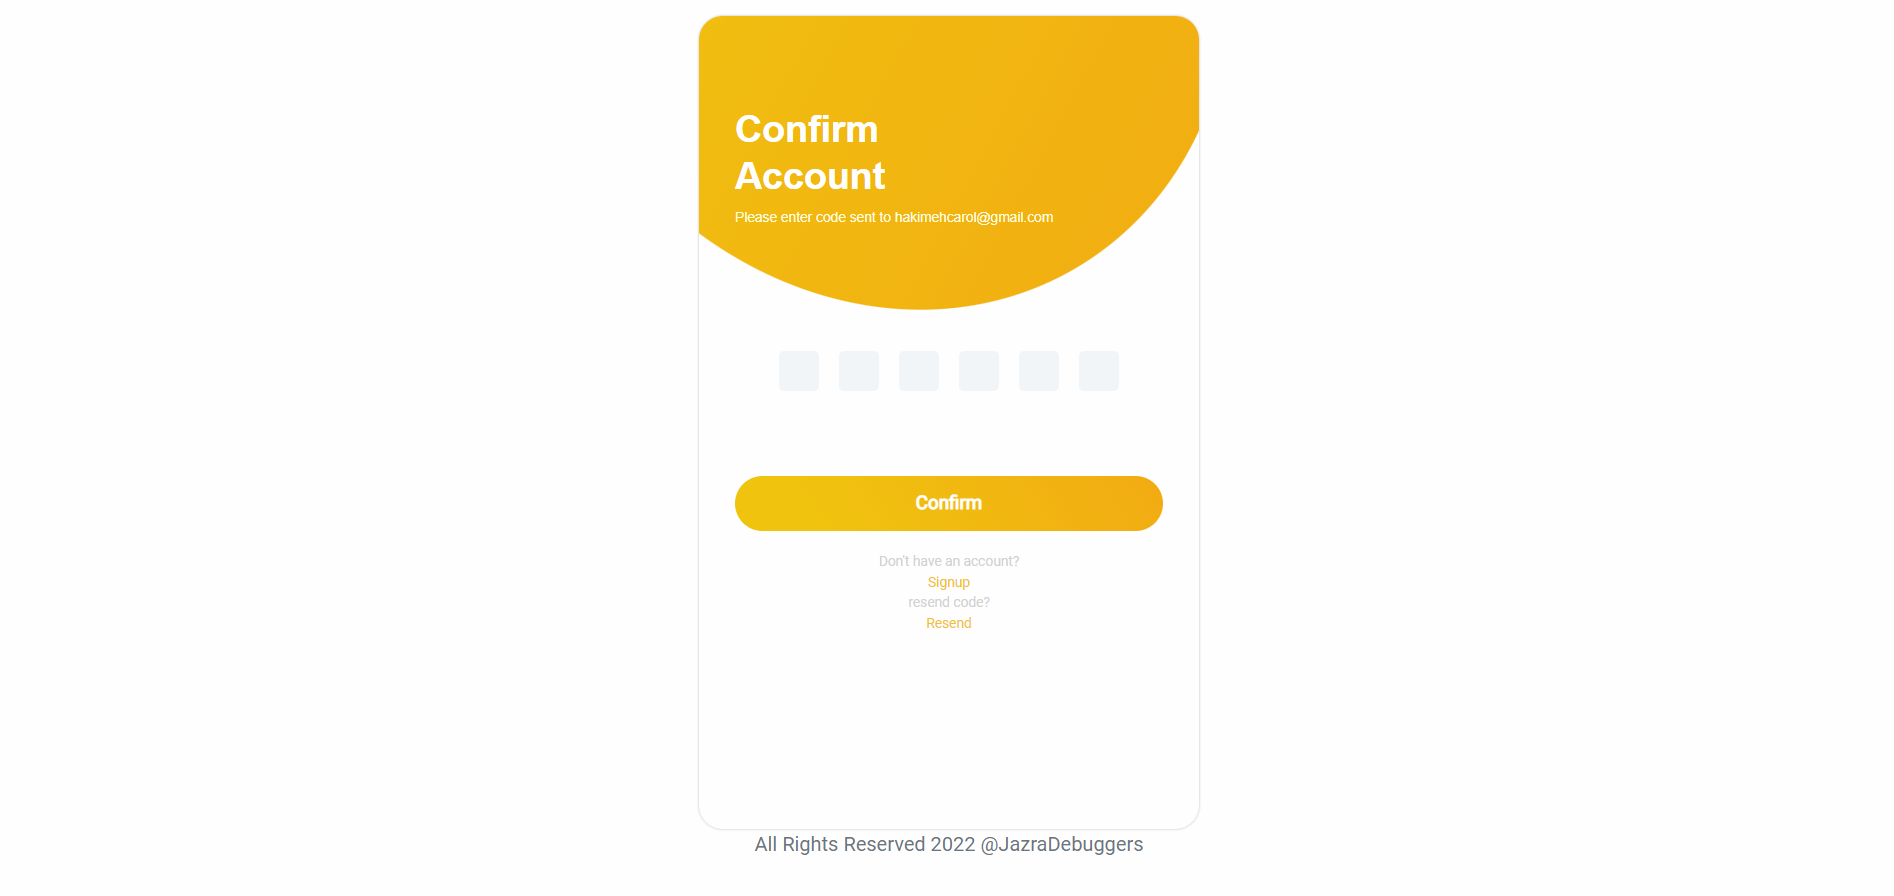 Confirm
Account
Please enter code sent to hakimehcarol@gmail.com
Confirm
Don't have an account?
Signup
resend code?
Resend
All Rights Reserved 2022 @JazraDebuggers